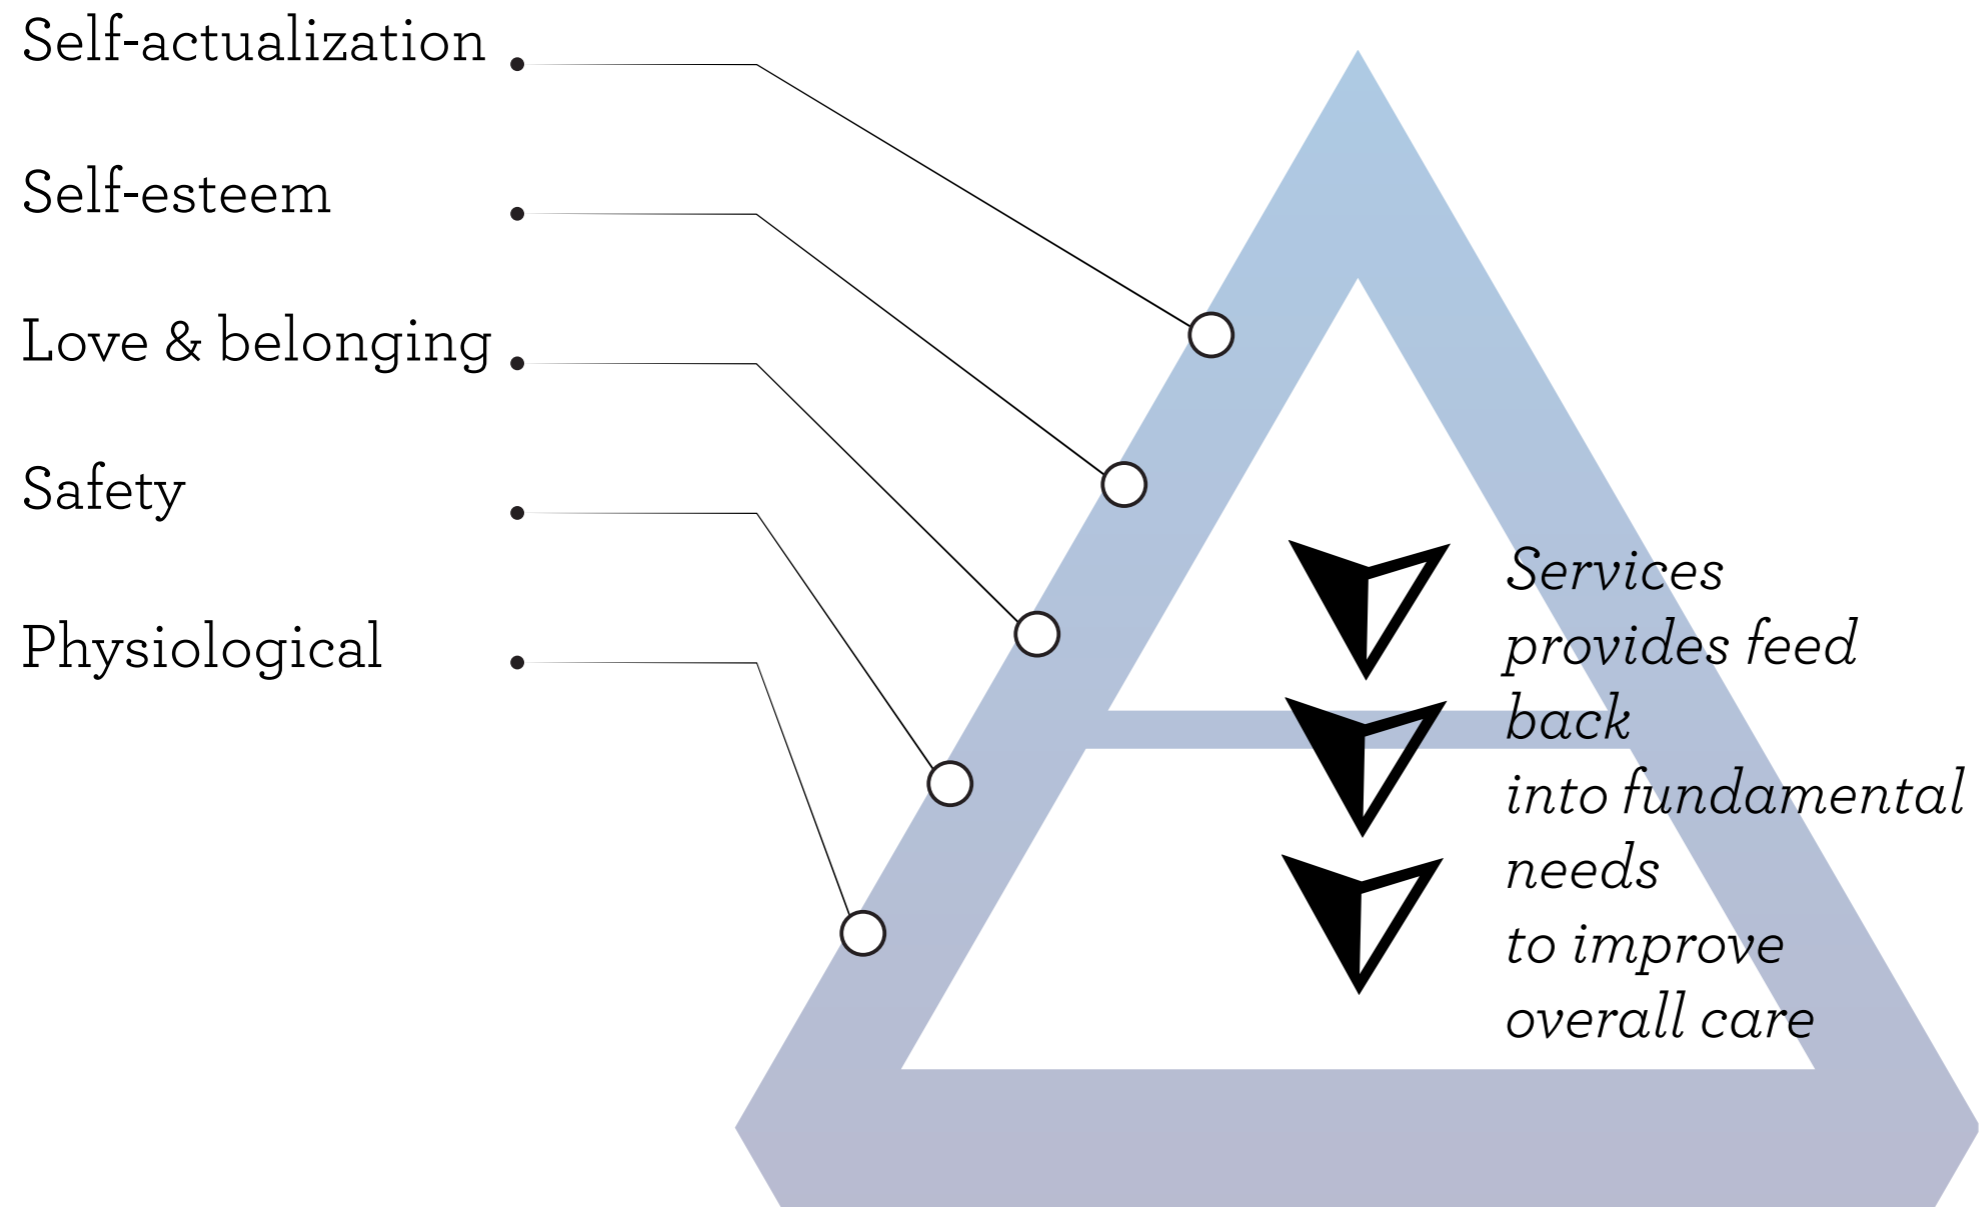 Self-actualization
Self-esteem
Love & belonging
Safety
Physiological
Services
provides feed
back
into fundamental
needs
to improve
overall care